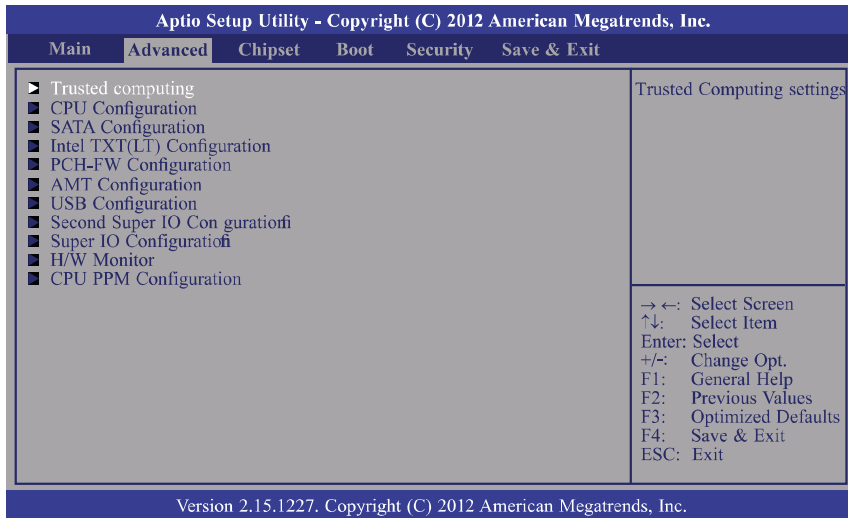 Aptio Setup Utility - Copyright (C) 2012 American Megatrends, Inc.
Main Advanced Chipset Boot Security Save & Exit
Trusted computing
CPU Configuration
SATA Configuration
Intel TXT(LT) Configuration
PCH-FW Configuration
AMT Configuration
USB Configuration
Second Super IO Con gurationfi
Super IO Configuratiofi
H/W Monitor
CPU PPM Configuration
Trusted Computing settings
→ ←: Select Screen
↑↓: Select Item
Enter: Select
+/-: Change Opt.
F1: General Help
F2: Previous Values
F3: Optimized Defaults
F4: Save & Exit
ESC: Exit
Version 2.15.1227. Copyright (C) 2012 American Megatrends, Inc.